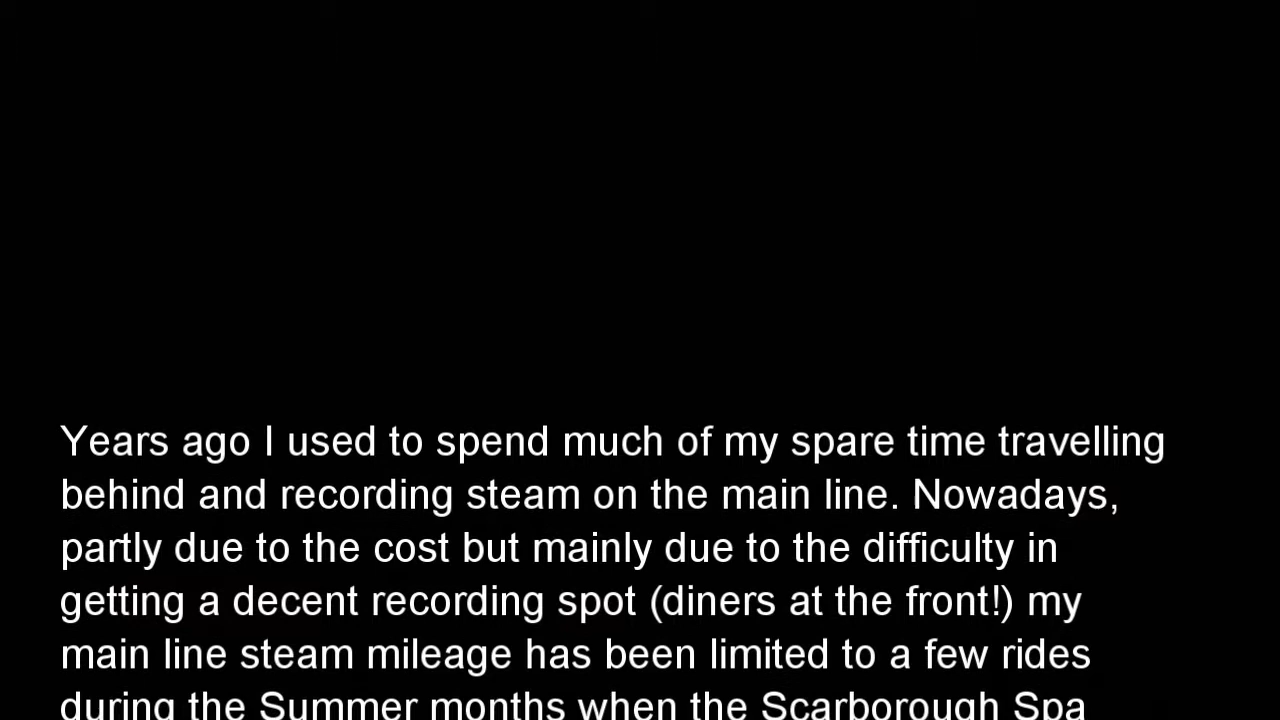 Years ago I used to spend much of my spare time travelling
behind and recording steam on the main line. Nowadays,
partly due to the cost but mainly due to the difficulty in
getting a decent recording spot (diners at the front!) my
main line steam mileage has been limited to a few rides
during the Summer months when the Scarborough Spa